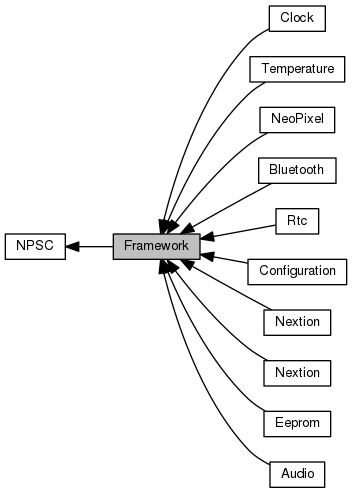 Clock
Temperature
NeoPixel
Bluetooth
Rtc
NPSC
Framework
Configuration
Nextion
Nextion
Eeprom
Audio